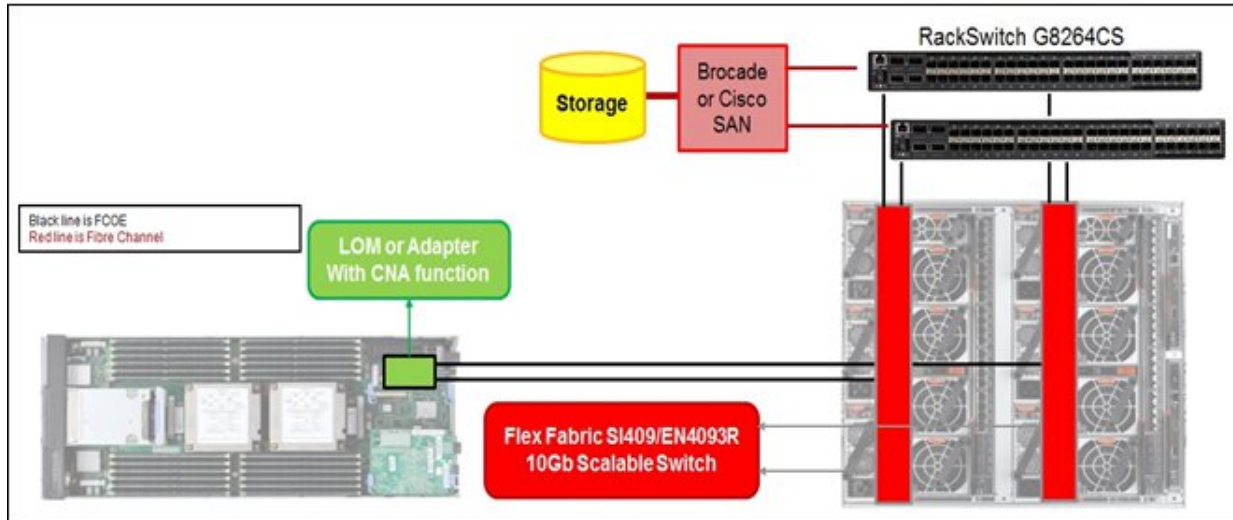 RackSwitch G8264CS
Storage
Brocade
or Cisco
SAN
Black line is FCOE
Red line is Fibre Channel
LOM or Adapter
With CNA function
Flex Fabric SI409/EN4093R
10Gb Scalable Switch